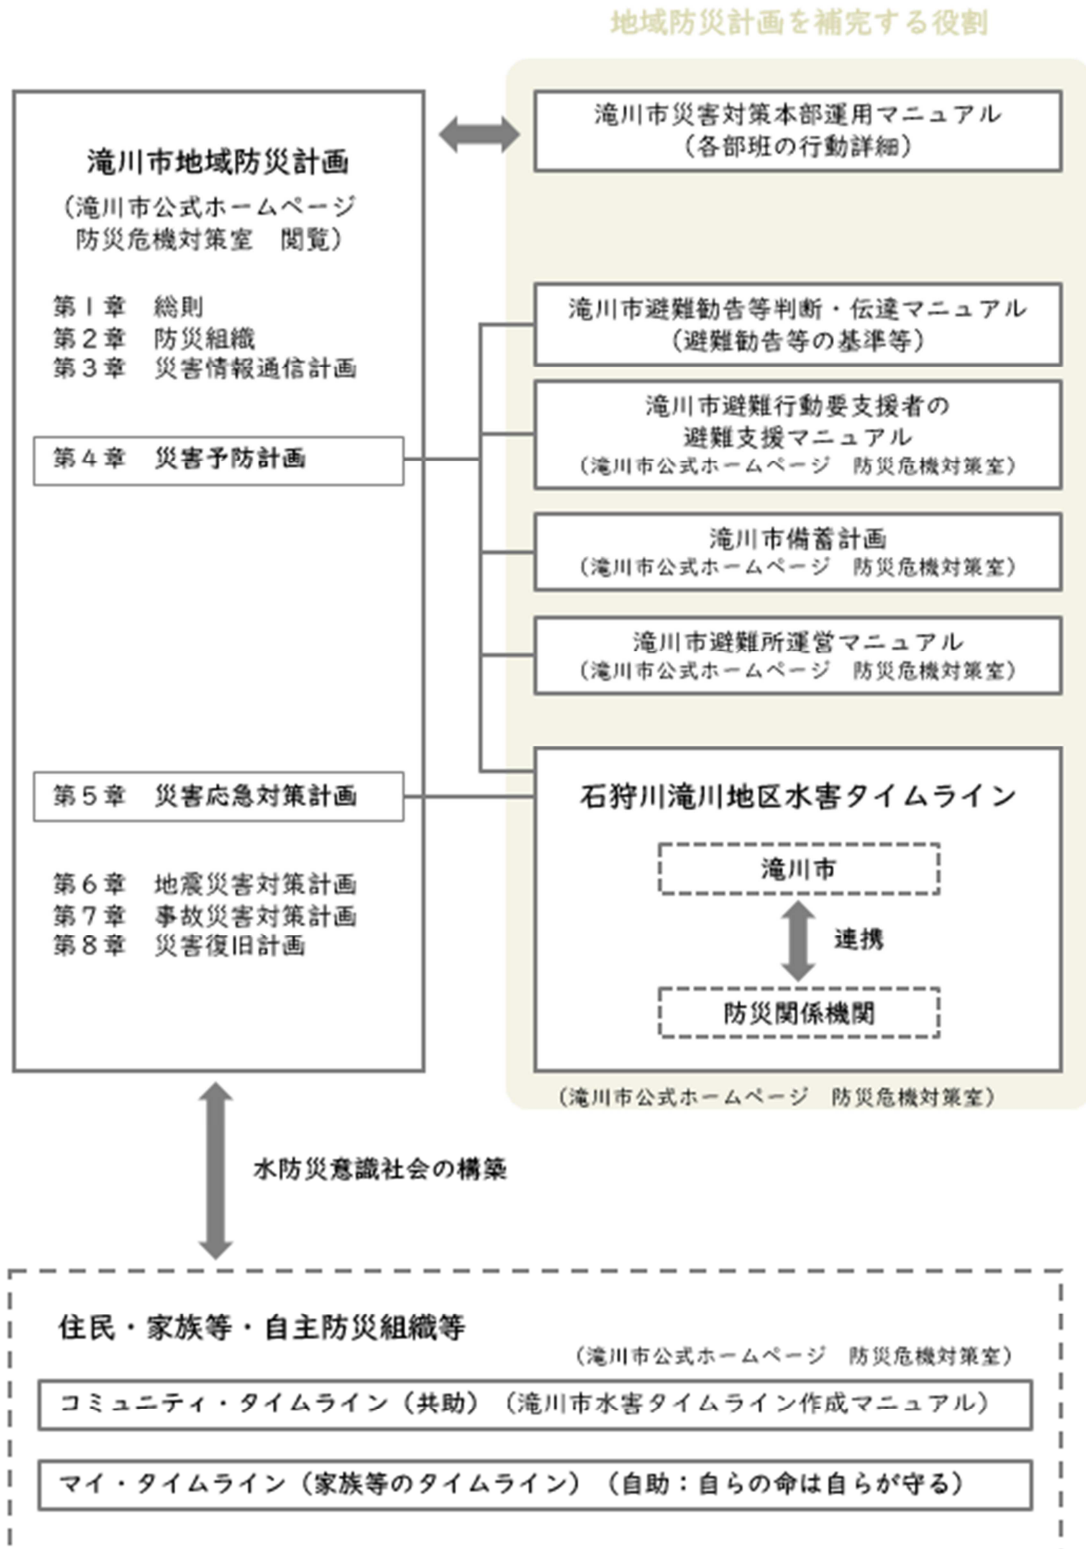 地域防災計画を補完する役割
滝川市地域防災計画
（滝川市公式ホームページ
防災危機対策室　閲覧）
第１章　総則
第２章　防災組織
第３章　災害情報通信計画
第４章　災害予防計画
第５章　災害応急対策計画
第６章　地震災害対策計画
第７章　事故災害対策計画
第８章　災害復旧計画
滝川市災害対策本部運用マニュアル
（各部班の行動詳細）
滝川市避難勧告等判断・伝達マニュアル
（避難勧告等の基準等）
滝川市避難行動要支援者の
避難支援マニュアル
（滝川市公式ホームページ　防災危機対策室）
滝川市備蓄計画
（滝川市公式ホームページ　防災危機対策室）
滝川市避難所運営マニュアル
（滝川市公式ホームページ　防災危機対策室）
石狩川滝川地区水害タイムライン
滝川市
連携
防災関係機関
（滝川市公式ホームページ　防災危機対策室）
水防災意識社会の構築
住民・家族等・自主防災組織等
（滝川市公式ホームページ　防災危機対策室）
コミュニティ・タイムライン（共助）（滝川市水害タイムライン作成マニュアル）
マイ・タイムライン（家族等のタイムライン）（自助：自らの命は自らが守る）